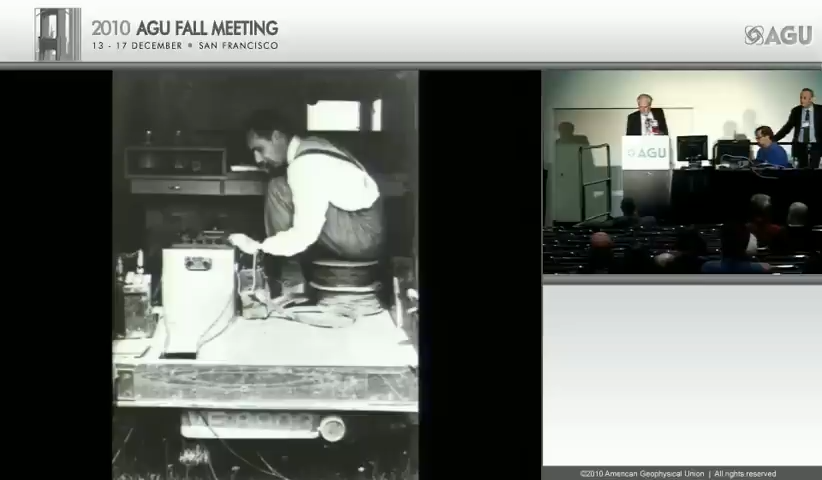 2010 AGU FALL MEETING
13 - 17 DECEMBER ▪ SAN FRANCISCO
AGU
AGU
©2010 American Geophysical Union | All rights reserved